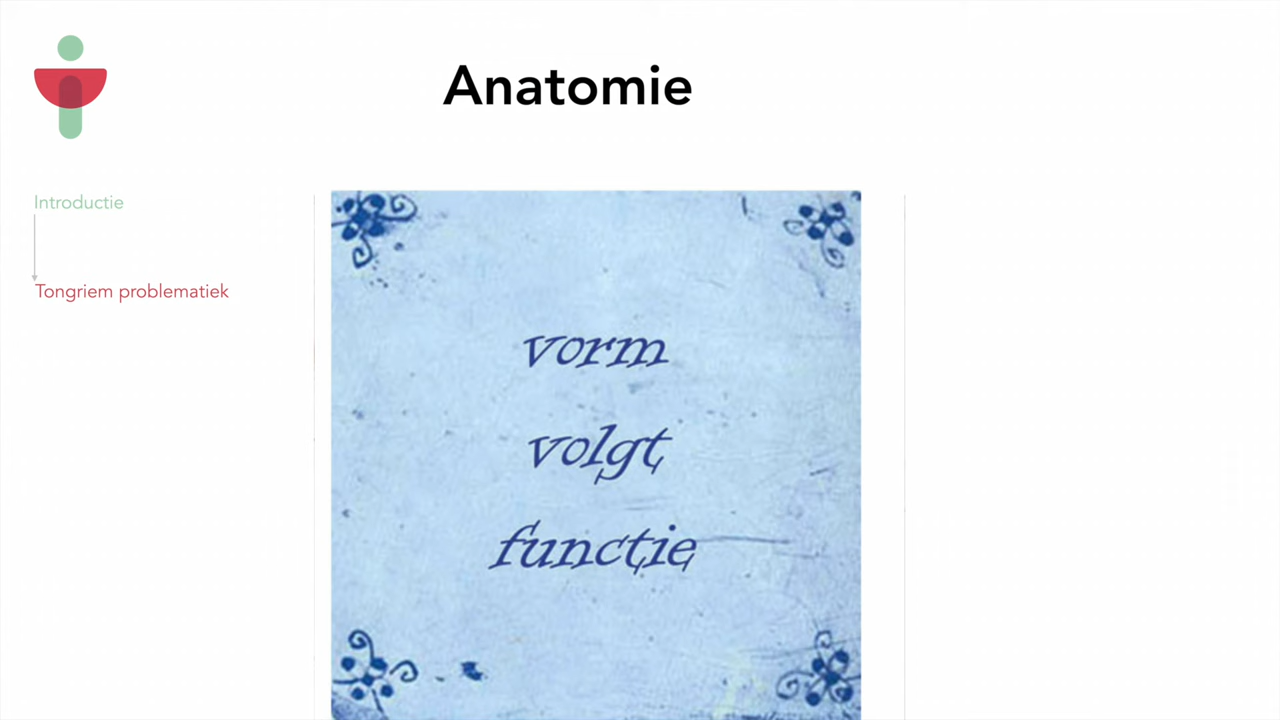 Anatomie
Introductie
Tongriem problematiek
vorm
volgt
functie